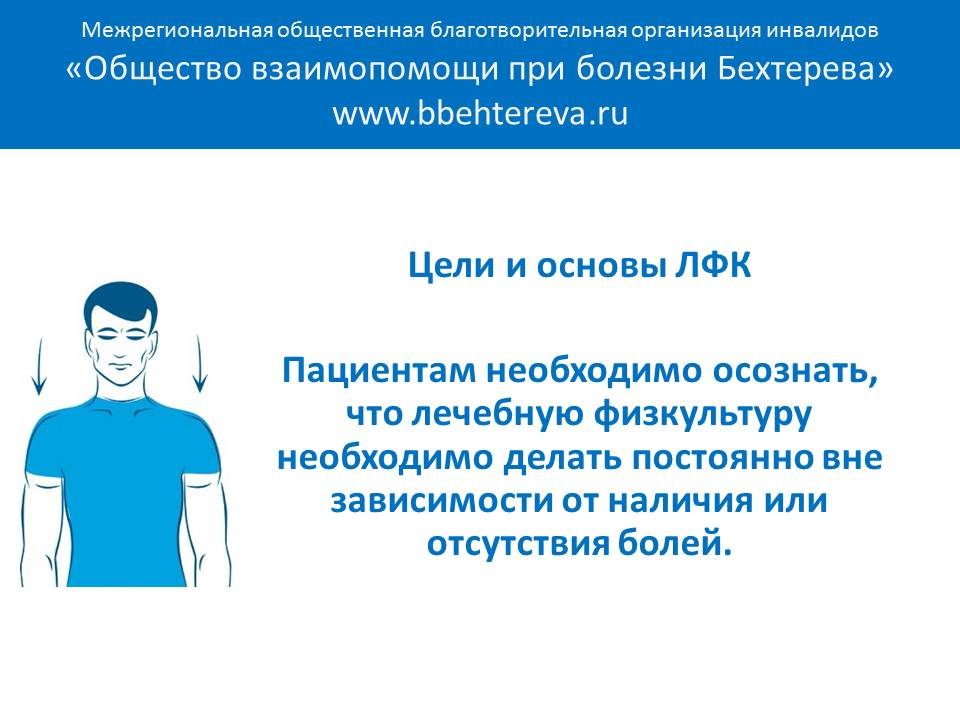 Межрегиональная общественная благотворительная организация инвалидов
«Общество взаимопомощи при болезни Бехтерева»
www.bbehtereva.ru
Цели и основы ЛФК
Пациентам необходимо осознать,
что лечебную физкультуру
необходимо делать постоянно вне
зависимости от наличия или
отсутствия болей.